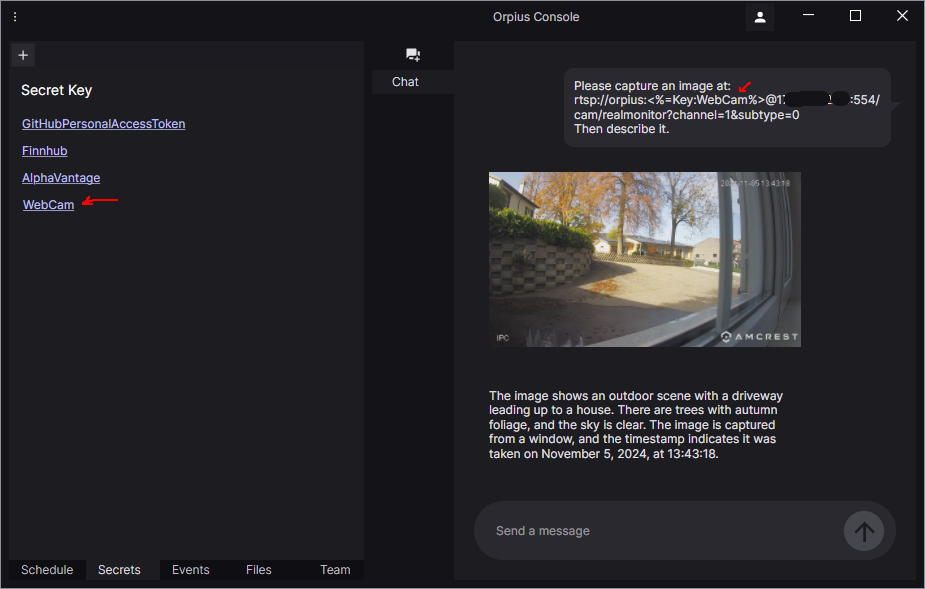 Orpius Console
+
Secret Key
GitHubPersonalAccessToken
Finnhub
AlphaVantage
WebCam
Schedule
Secrets
Events
Files
Team
Chat
Please capture an image at:
rtsp://orpius:<%=Key:WebCam%>@1 :554/
cam/realmonitor?channel=1&subtype=0
Then describe it.
11-05 13:43:18
IPC
AMCREST
The image shows an outdoor scene with a driveway
leading up to a house. There are trees with autumn
foliage, and the sky is clear. The image is captured
from a window, and the timestamp indicates it was
taken on November 5, 2024, at 13:43:18.
Send a message